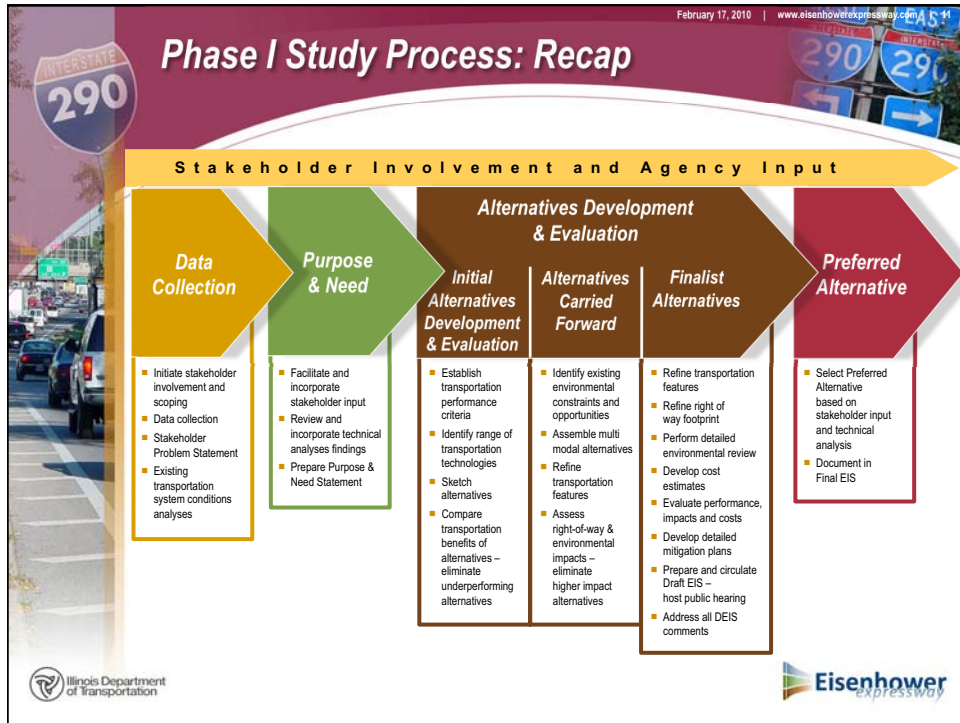 February 17, 2010 | www.eisenhowerexpressway.com | 11
Phase I Study Process: Recap
INTERSTATE
290
EAST
INTERSTATE
290
INTERSTATE
290
Stakeholder Involvement and Agency Input
Data
Collection
Initiate stakeholder
involvement and
scoping
Data collection
Stakeholder
Problem Statement
Existing
transportation
system conditions
analyses
Purpose
& Need
Facilitate and
incorporate
stakeholder input
Review and
incorporate technical
analyses findings
Prepare Purpose &
Need Statement
Alternatives Development
& Evaluation
Initial
Alternatives
Development
& Evaluation
Establish
transportation
performance
criteria
Identify range of
transportation
technologies
Sketch
alternatives
Compare
transportation
benefits of
alternatives –
eliminate
underperforming
alternatives
Alternatives
Carried
Forward
Identify existing
environmental
constraints and
opportunities
Assemble multi
modal alternatives
Refine
transportation
features
Assess
right-of-way &
environmental
impacts –
eliminate
higher impact
alternatives
Finalist
Alternatives
Refine transportation
features
Refine right of
way footprint
Perform detailed
environmental review
Develop cost
estimates
Evaluate performance,
impacts and costs
Develop detailed
mitigation plans
Prepare and circulate
Draft EIS –
host public hearing
Address all DEIS
comments
Preferred
Alternative
Select Preferred
Alternative
based on
stakeholder input
and technical
analysis
Document in
Final EIS
Illinois Department
of Transportation
Eisenhower
expressway